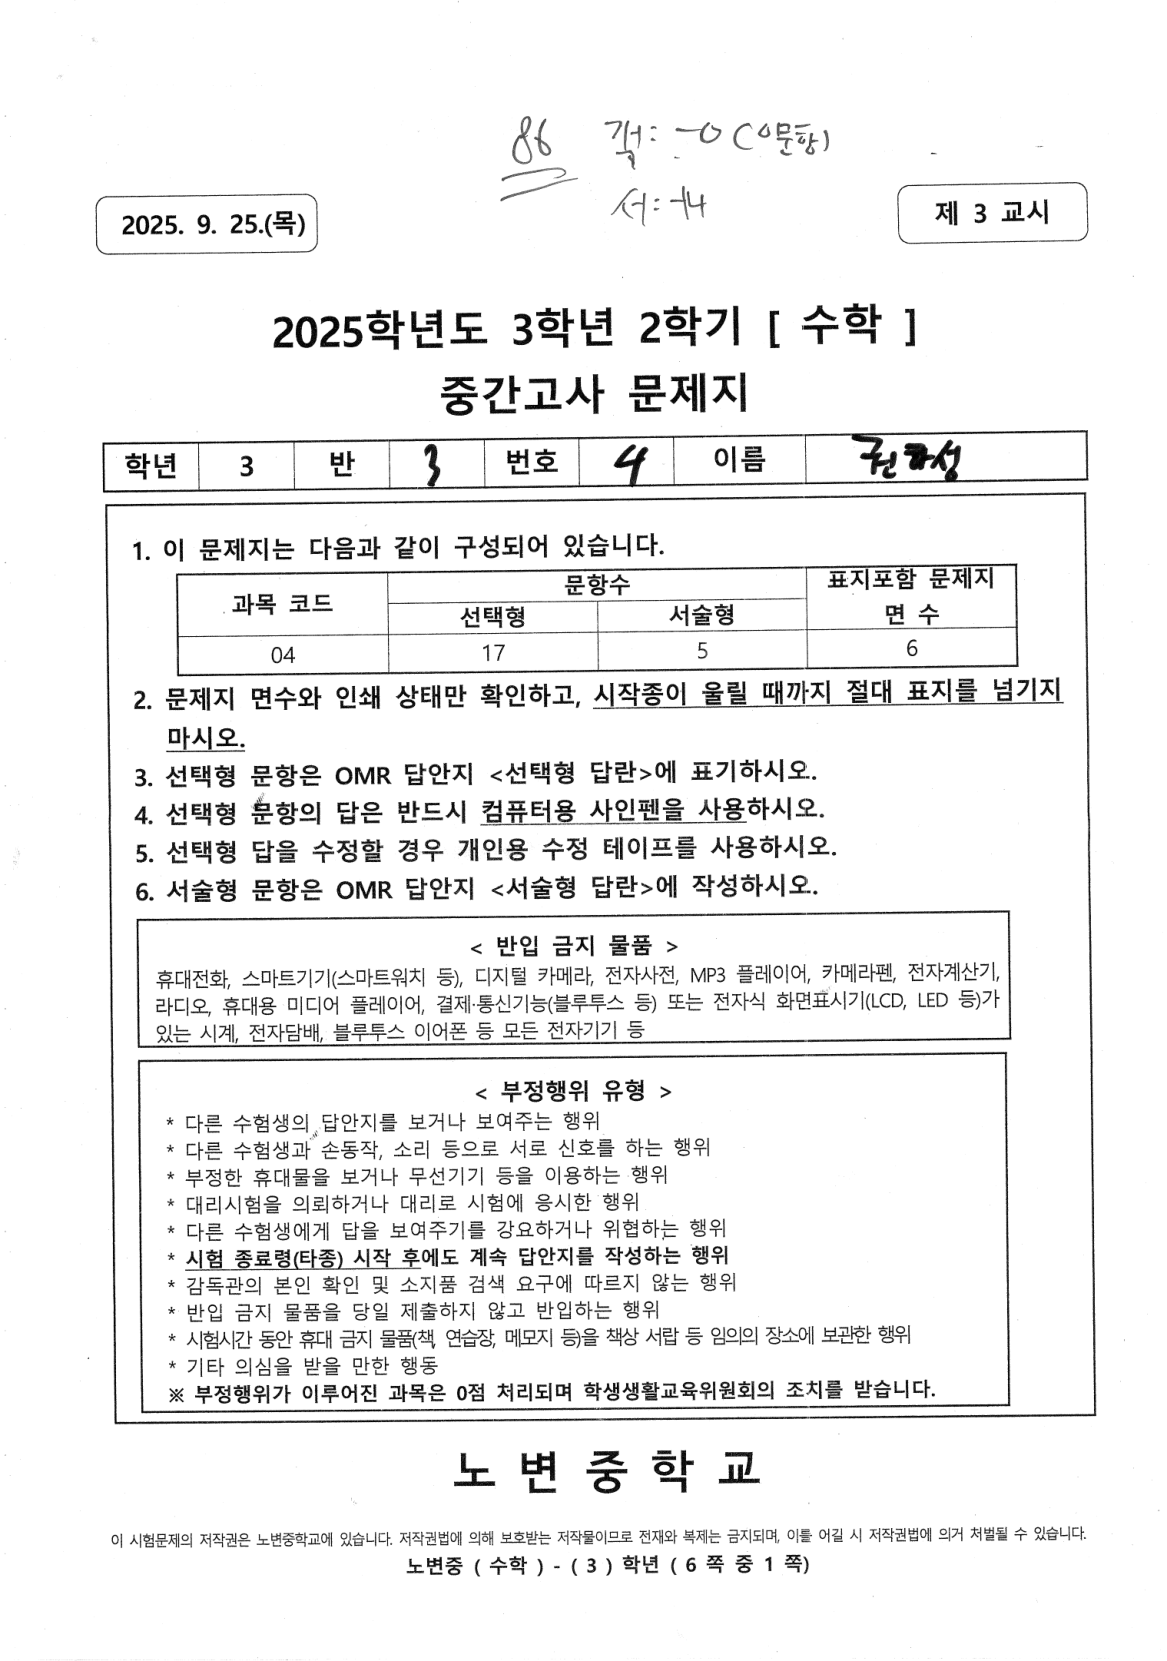 86 객: -0 (0문항)
서: -14
2025. 9. 25.(목)
제 3 교시
2025학년도 3학년 2학기 [ 수학 ]
중간고사 문제지
학년 3 반 3 번호 4 이름
1. 이 문제지는 다음과 같이 구성되어 있습니다.
과목 코드 문항수 표지포함 문제지 면 수
선택형 서술형
04 17 5 6
2. 문제지 면수와 인쇄 상태만 확인하고, 시작종이 울릴 때까지 절대 표지를 넘기지
마시오.
3. 선택형 문항은 OMR 답안지 <선택형 답란>에 표기하시오.
4. 선택형 문항의 답은 반드시 컴퓨터용 사인펜을 사용하시오.
5. 선택형 답을 수정할 경우 개인용 수정 테이프를 사용하시오.
6. 서술형 문항은 OMR 답안지 <서술형 답란>에 작성하시오.
< 반입 금지 물품 >
휴대전화, 스마트기기(스마트워치 등), 디지털 카메라, 전자사전, MP3 플레이어, 카메라펜, 전자계산기,
라디오, 휴대용 미디어 플레이어, 결제·통신기능(블루투스 등) 또는 전자식 화면표시기(LCD, LED 등)가
있는 시계, 전자담배, 블루투스 이어폰 등 모든 전자기기 등
< 부정행위 유형 >
* 다른 수험생의 답안지를 보거나 보여주는 행위
* 다른 수험생과 손동작, 소리 등으로 서로 신호를 하는 행위
* 부정한 휴대물을 보거나 무선기기 등을 이용하는 행위
* 대리시험을 의뢰하거나 대리로 시험에 응시한 행위
* 다른 수험생에게 답을 보여주기를 강요하거나 위협하는 행위
* 시험 종료령(타종) 시작 후에도 계속 답안지를 작성하는 행위
* 감독관의 본인 확인 및 소지품 검색 요구에 따르지 않는 행위
* 반입 금지 물품을 당일 제출하지 않고 반입하는 행위
* 시험시간 동안 휴대 금지 물품(책, 연습장, 메모지 등)을 책상 서랍 등 임의의 장소에 보관한 행위
* 기타 의심을 받을 만한 행동
※ 부정행위가 이루어진 과목은 0점 처리되며 학생생활교육위원회의 조치를 받습니다.
노 변 중 학 교
이 시험문제의 저작권은 노변중학교에 있습니다. 저작권법에 의해 보호받는 저작물이므로 전재와 복제는 금지되며, 이를 어길 시 저작권법에 의거 처벌될 수 있습니다.
노변중 ( 수학 ) - ( 3 ) 학년 ( 6 쪽 중 1 쪽)